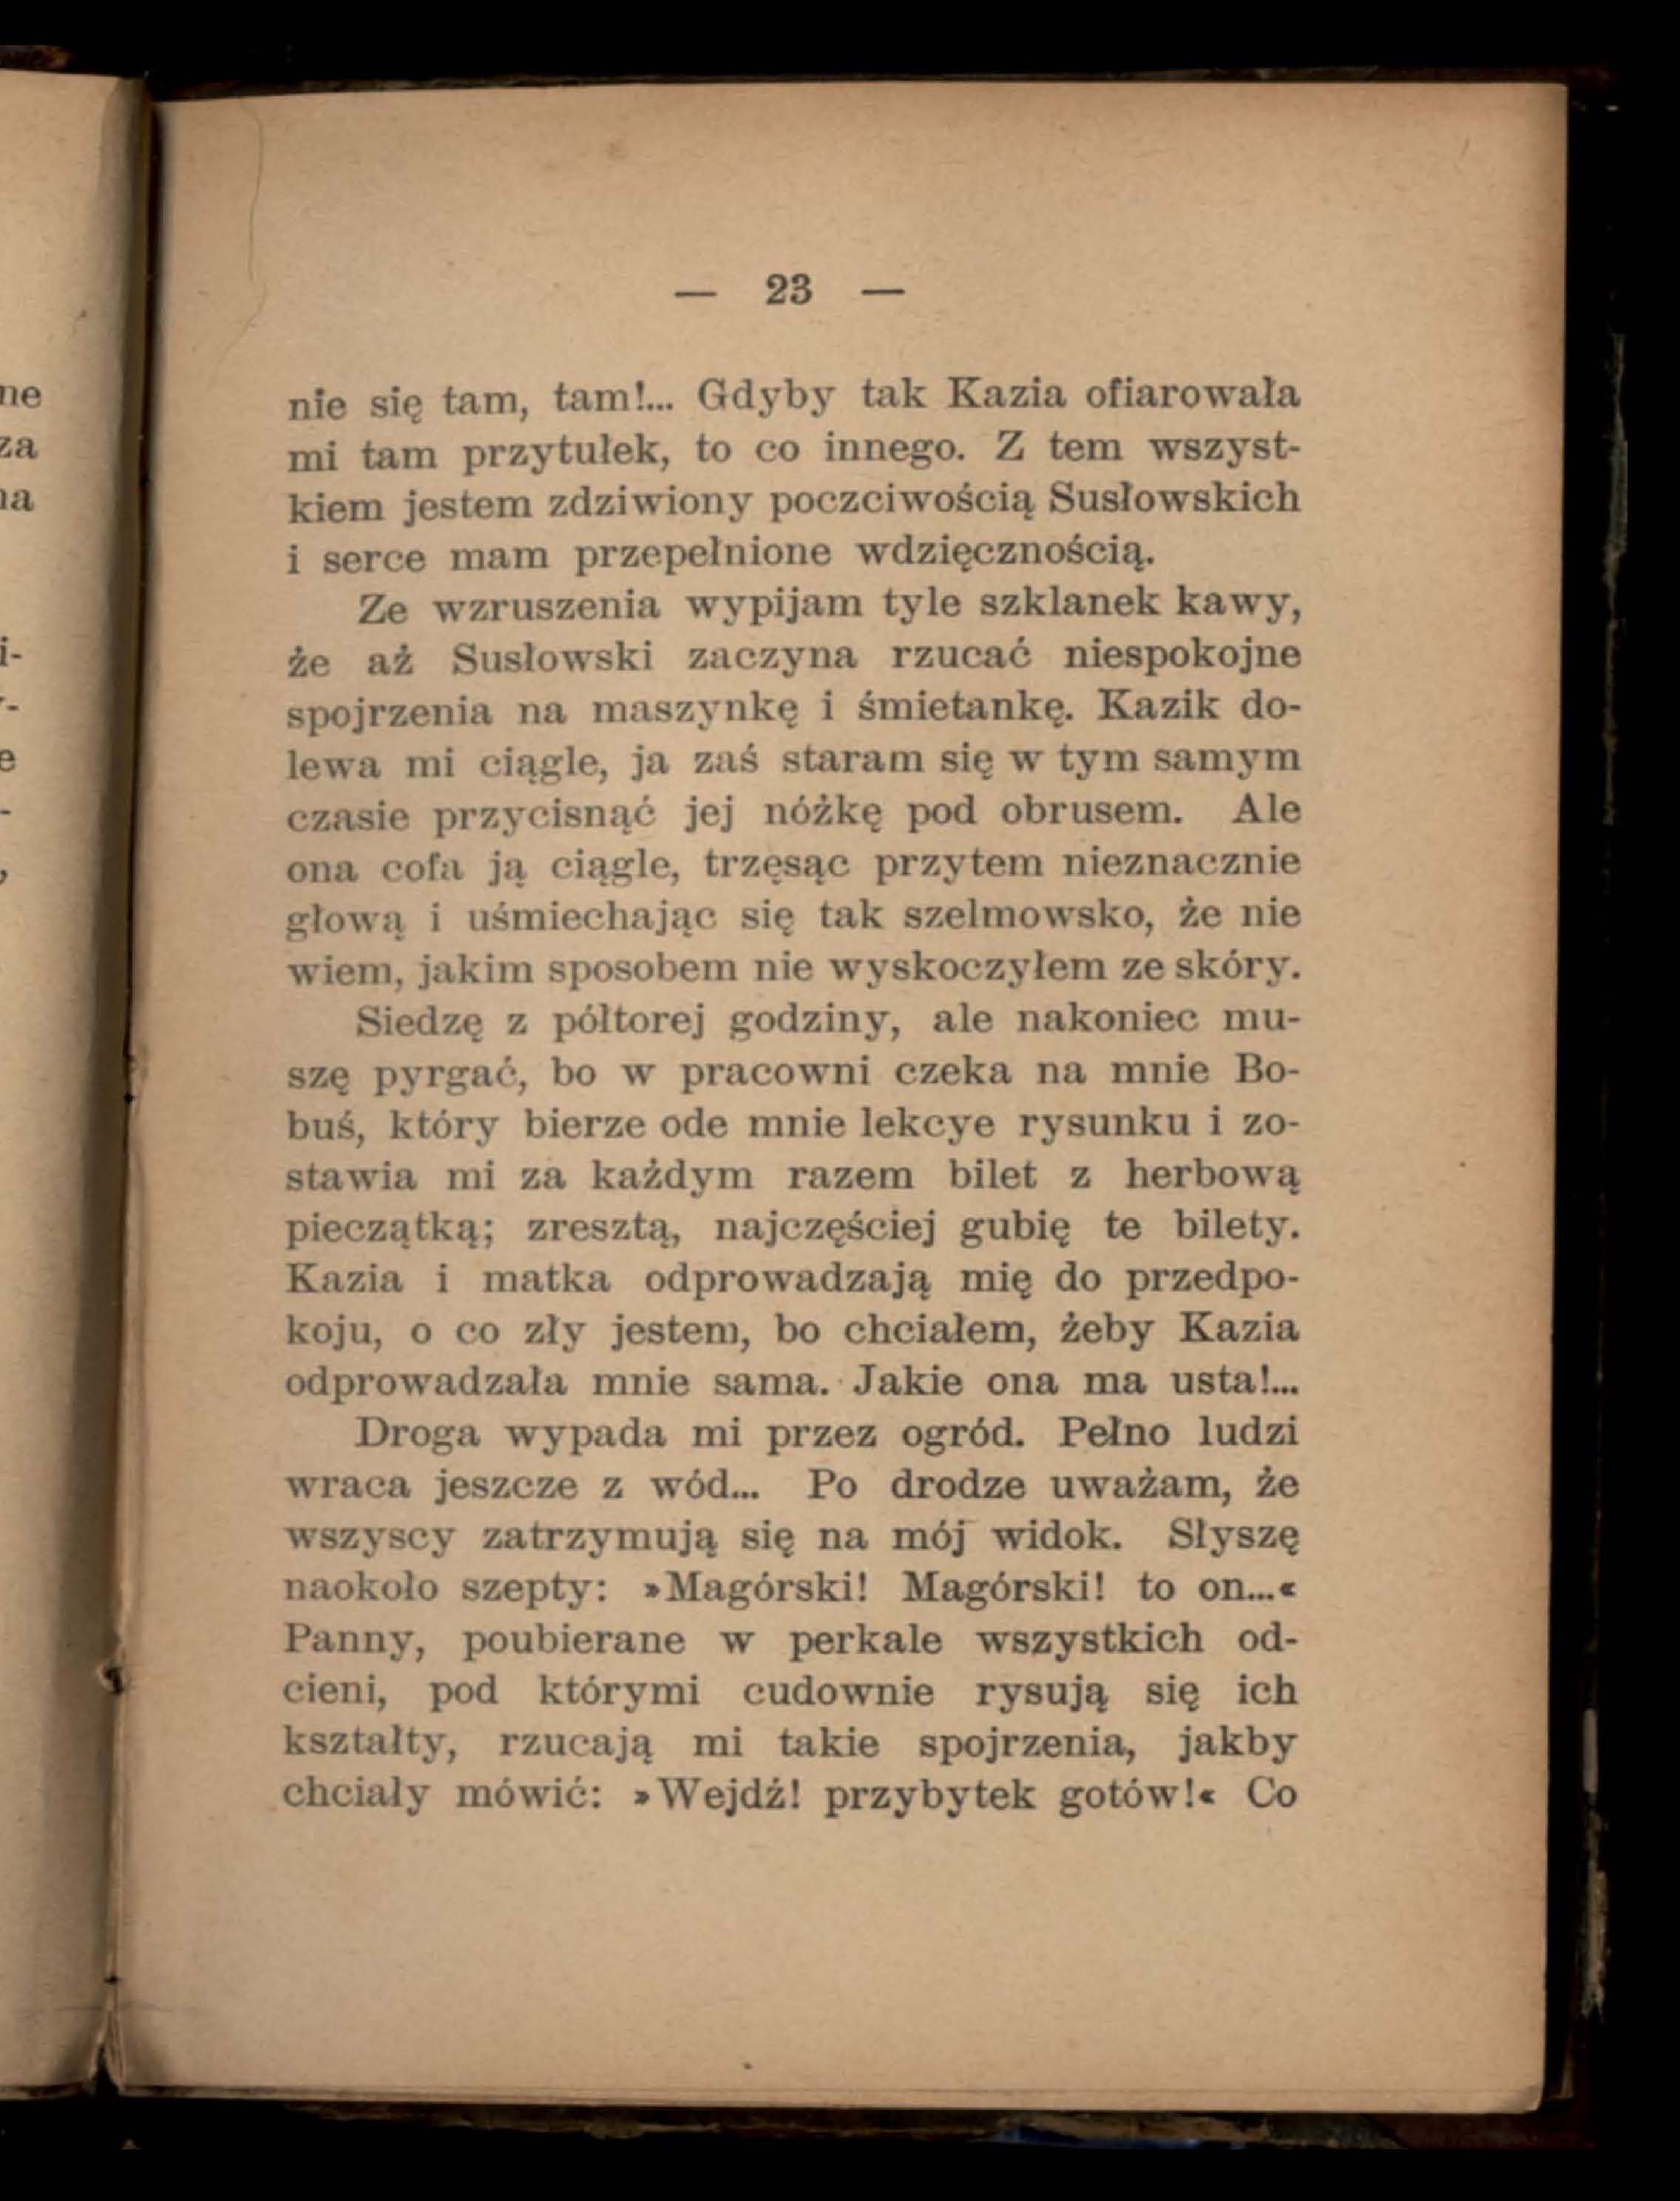 — 23 —
nie się tam, tam!... Gdyby tak Kazia ofiarowała
mi tam przytułek, to co innego. Z tem wszyst-
kiem jestem zdziwiony poczciwością Susłowskich
i serce mam przepełnione wdzięcznością.
Ze wzruszenia wypijam tyle szklanek kawy,
że aż Susłowski zaczyna rzucać niespokojne
spojrzenia na maszynkę i śmietankę. Kazik do-
lewa mi ciągle, ja zaś staram się w tym samym
czasie przycisnąć jej nóżkę pod obrusem. Ale
ona cofa ją ciągle, trzęsąc przytem nieznacznie
głową i uśmiechając się tak szelmowsko, że nie
wiem, jakim sposobem nie wyskoczyłem ze skóry.
Siedzę z półtorej godziny, ale nakoniec mu-
szę pyrgać, bo w pracowni czeka na mnie Bo-
buś, który bierze ode mnie lekcye rysunku i zo-
stawia mi za każdym razem bilet z herbową
pieczątką; zresztą, najczęściej gubię te bilety.
Kazia i matka odprowadzają mię do przedpo-
koju, o co zły jestem, bo chciałem, żeby Kazia
odprowadzała mnie sama. Jakie ona ma usta!...
Droga wypada mi przez ogród. Pełno ludzi
wraca jeszcze z wód... Po drodze uważam, że
wszyscy zatrzymują się na mój widok. Słyszę
naokoło szepty: »Magórski! Magórski! to on...«
Panny, poubierane w perkale wszystkich od-
cieni, pod którymi cudownie rysują się ich
kształty, rzucają mi takie spojrzenia, jakby
chciały mówić: »Wejdź! przybytek gotów!« Co